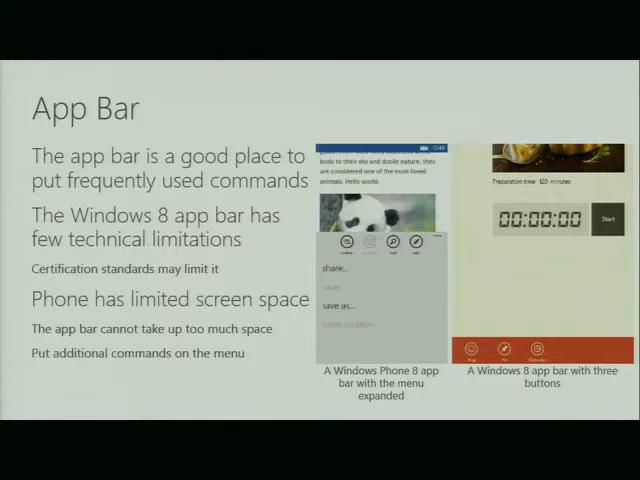 App Bar
The app bar is a good place to
put frequently used commands
The Windows 8 app bar has
few technical limitations
Certification standards may limit it
Phone has limited screen space
The app bar cannot take up too much space
Put additional commands on the menu
body to their shy and docile nature, they
are considered one of the most loved
animals. Hello world.
share...
save
save as...
A Windows Phone 8 app
bar with the menu
expanded
Preparation time: 120 minutes
00:00:00
Start
A Windows 8 app bar with three
buttons